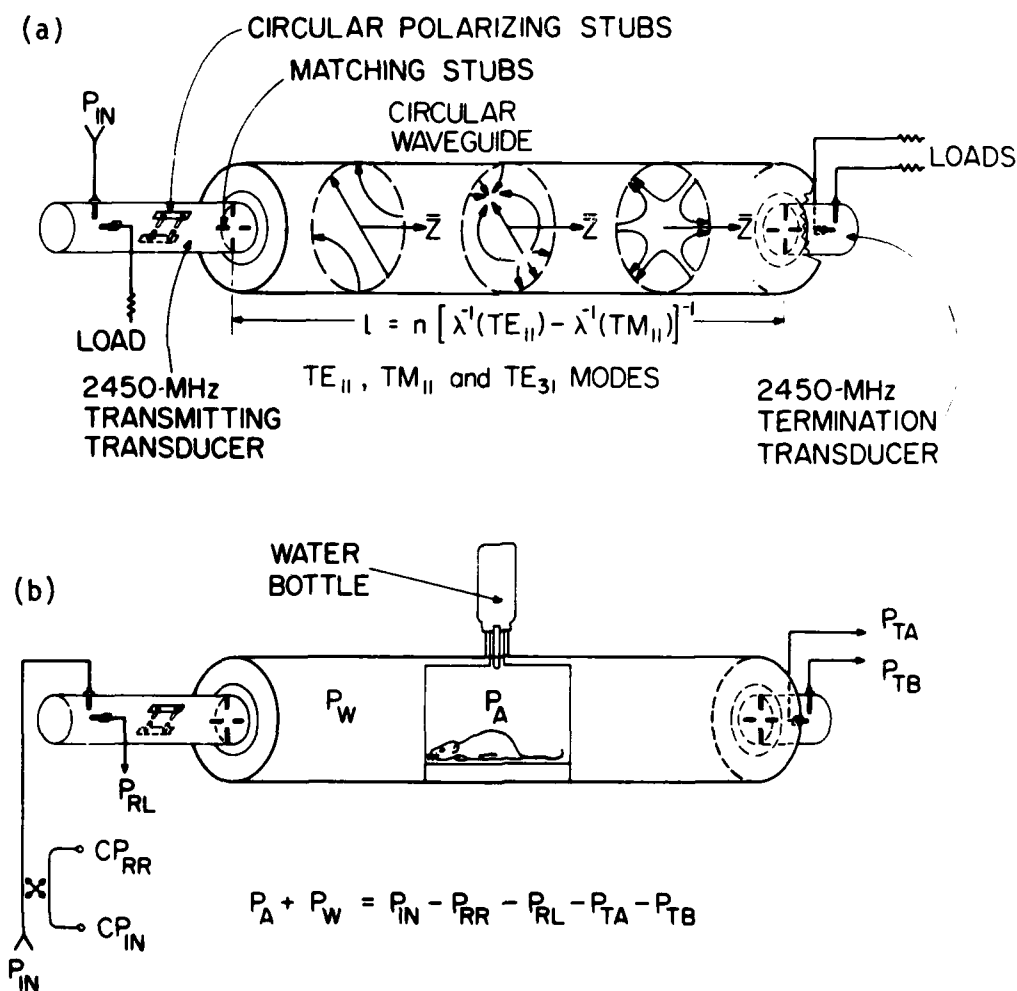 (a)
CIRCULAR POLARIZING STUBS
MATCHING STUBS
P_IN
CIRCULAR
WAVEGUIDE
LOADS
Z̄
Z̄
Z̄
LOAD
l = n [λ⁻¹(TE₁₁) − λ⁻¹(TM₁₁)]⁻¹
TE₁₁, TM₁₁ and TE₃₁ MODES
2450-MHz
TRANSMITTING
TRANSDUCER
2450-MHz
TERMINATION
TRANSDUCER
(b)
WATER
BOTTLE
P_TA
P_TB
P_W
P_A
P_RL
CP_RR
CP_IN
P_IN
P_A + P_W = P_IN − P_RR − P_RL − P_TA − P_TB